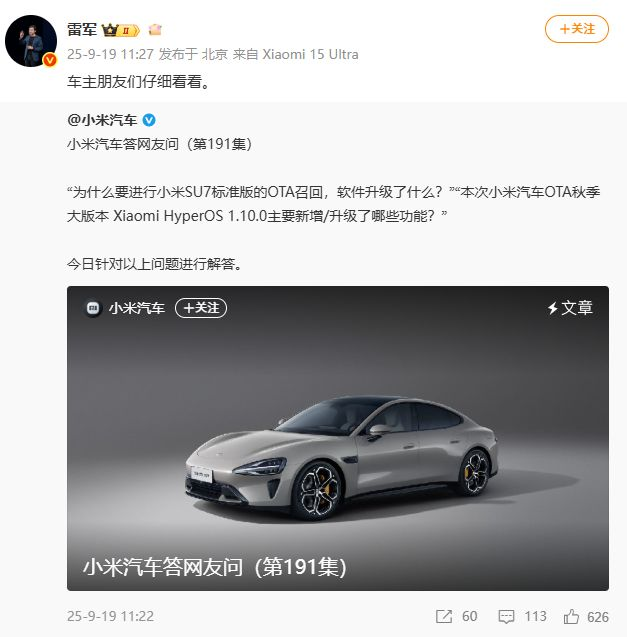 雷军 II
25-9-19 11:27 发布于 北京 来自 Xiaomi 15 Ultra
+关注
车主朋友们仔细看看。
@小米汽车
小米汽车答网友问（第191集）
“为什么要进行小米SU7标准版的OTA召回，软件升级了什么？”“本次小米汽车OTA秋季
大版本 Xiaomi HyperOS 1.10.0主要新增/升级了哪些功能？”
今日针对以上问题进行解答。
小米汽车 +关注
文章
小米汽车答网友问（第191集）
25-9-19 11:22
60 113 626